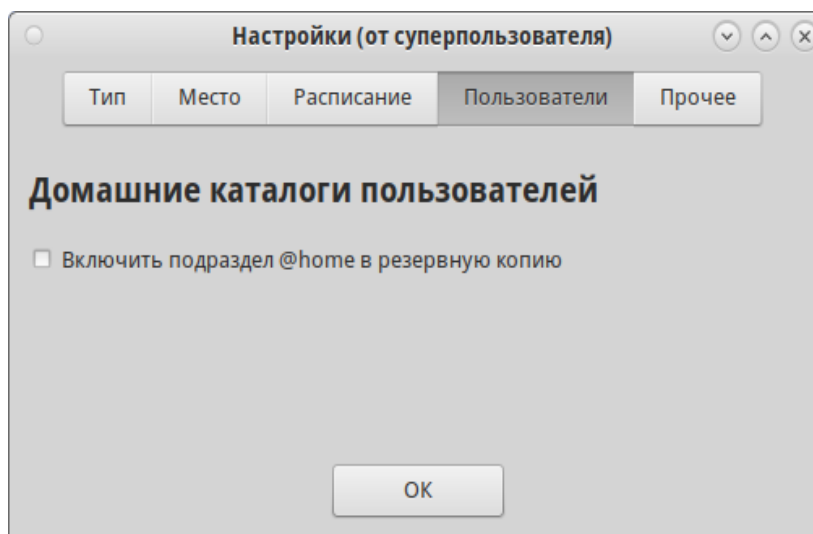 Настройки (от суперпользователя)
Тип Место Расписание Пользователи Прочее
Домашние каталоги пользователей
Включить подраздел @home в резервную копию
OK